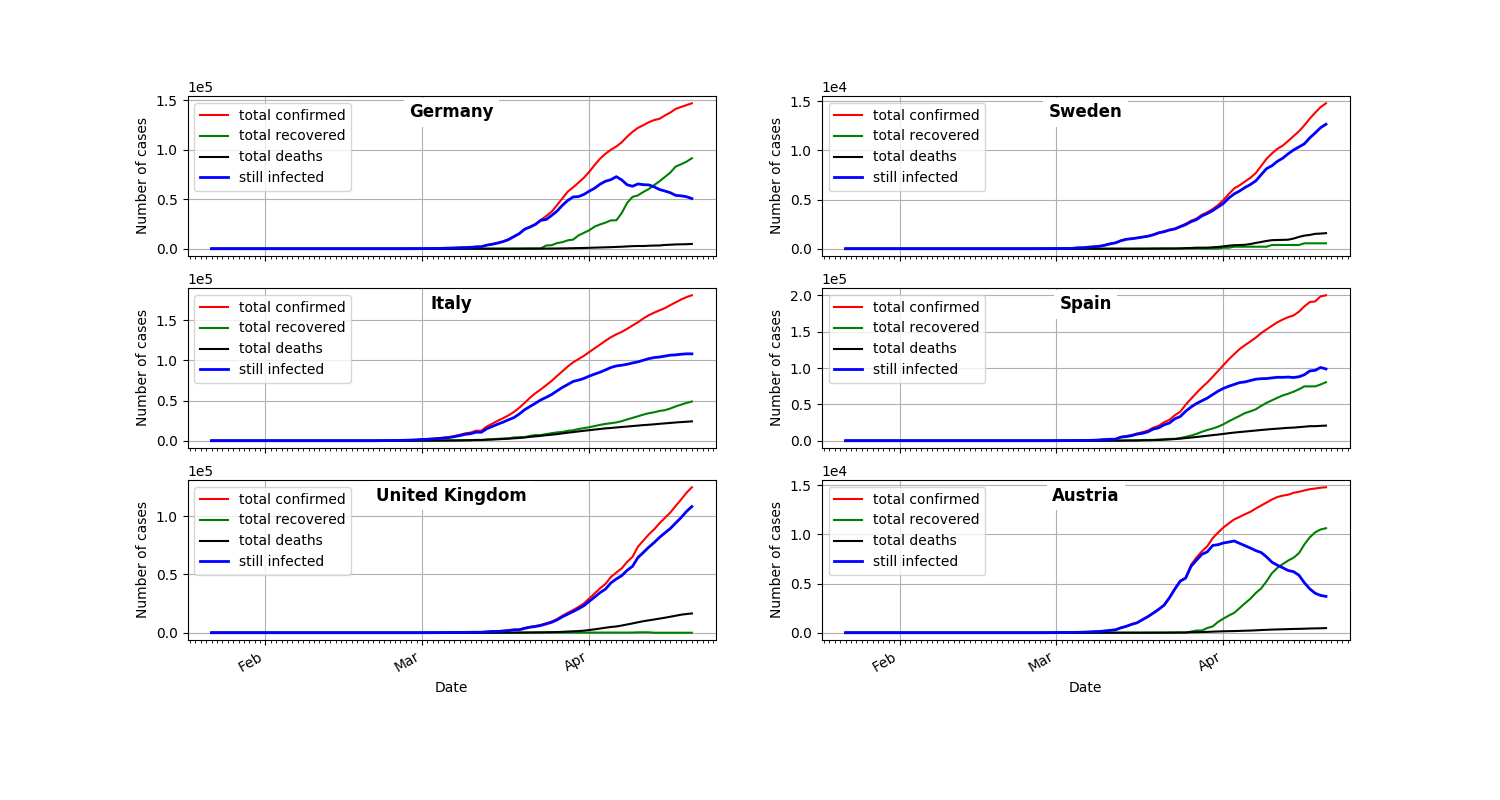 1e5
Germany
Number of cases
1.5
1.0
0.5
0.0
total confirmed
total recovered
total deaths
still infected
1e4
Sweden
Number of cases
1.5
1.0
0.5
0.0
total confirmed
total recovered
total deaths
still infected
1e5
Italy
Number of cases
1.5
1.0
0.5
0.0
total confirmed
total recovered
total deaths
still infected
1e5
Spain
Number of cases
2.0
1.5
1.0
0.5
0.0
total confirmed
total recovered
total deaths
still infected
1e5
United Kingdom
Number of cases
1.0
0.5
0.0
total confirmed
total recovered
total deaths
still infected
Feb
Mar
Apr
Date
1e4
Austria
Number of cases
1.5
1.0
0.5
0.0
total confirmed
total recovered
total deaths
still infected
Feb
Mar
Apr
Date